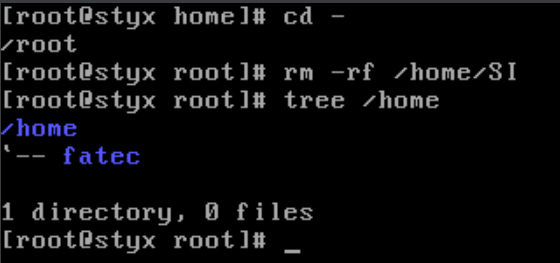 [root@styx home]# cd -
/root
[root@styx root]# rm -rf /home/SI
[root@styx root]# tree /home
/home
`-- fatec

1 directory, 0 files
[root@styx root]# _